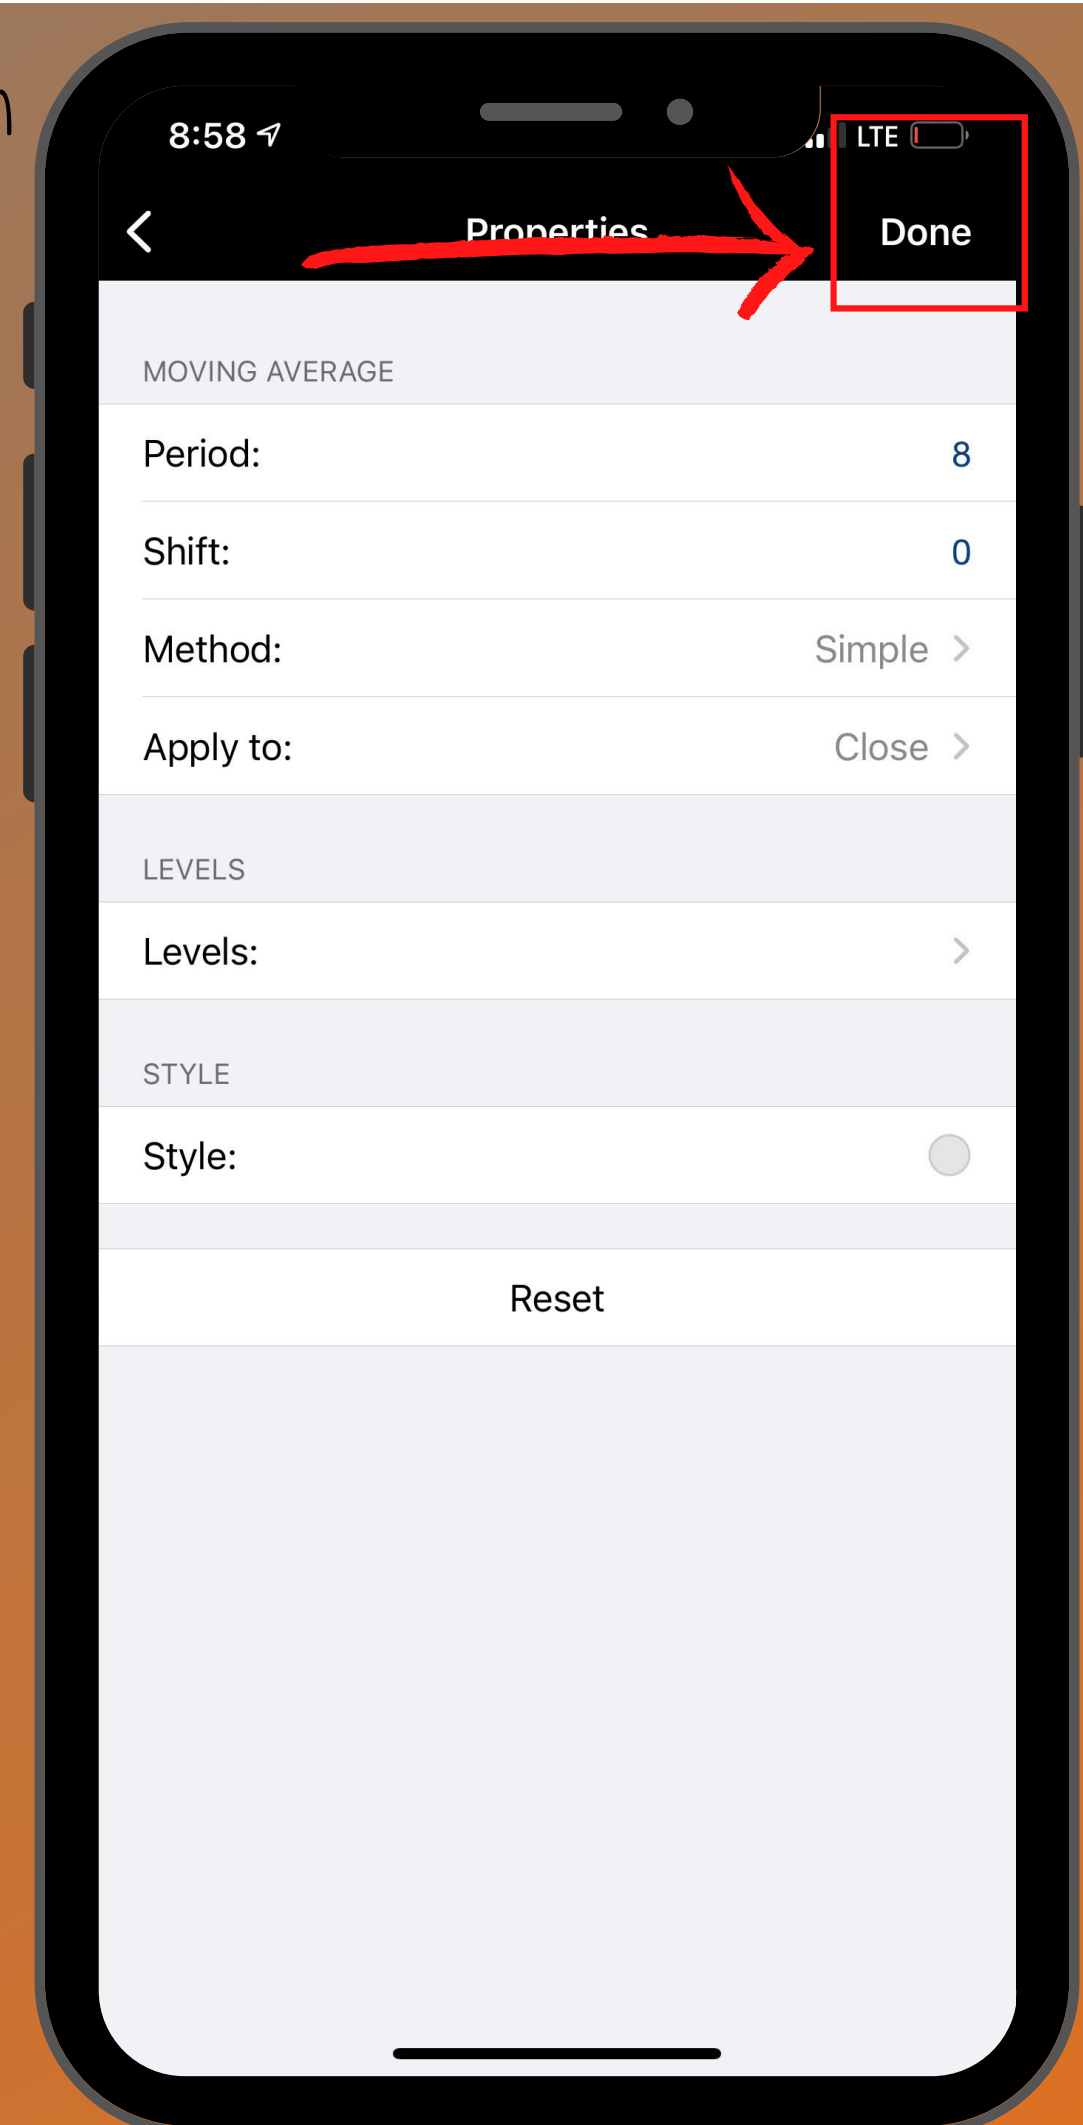 8:58 LTE
Properties Done
MOVING AVERAGE
Period: 8
Shift: 0
Method: Simple
Apply to: Close
LEVELS
Levels:
STYLE
Style:
Reset